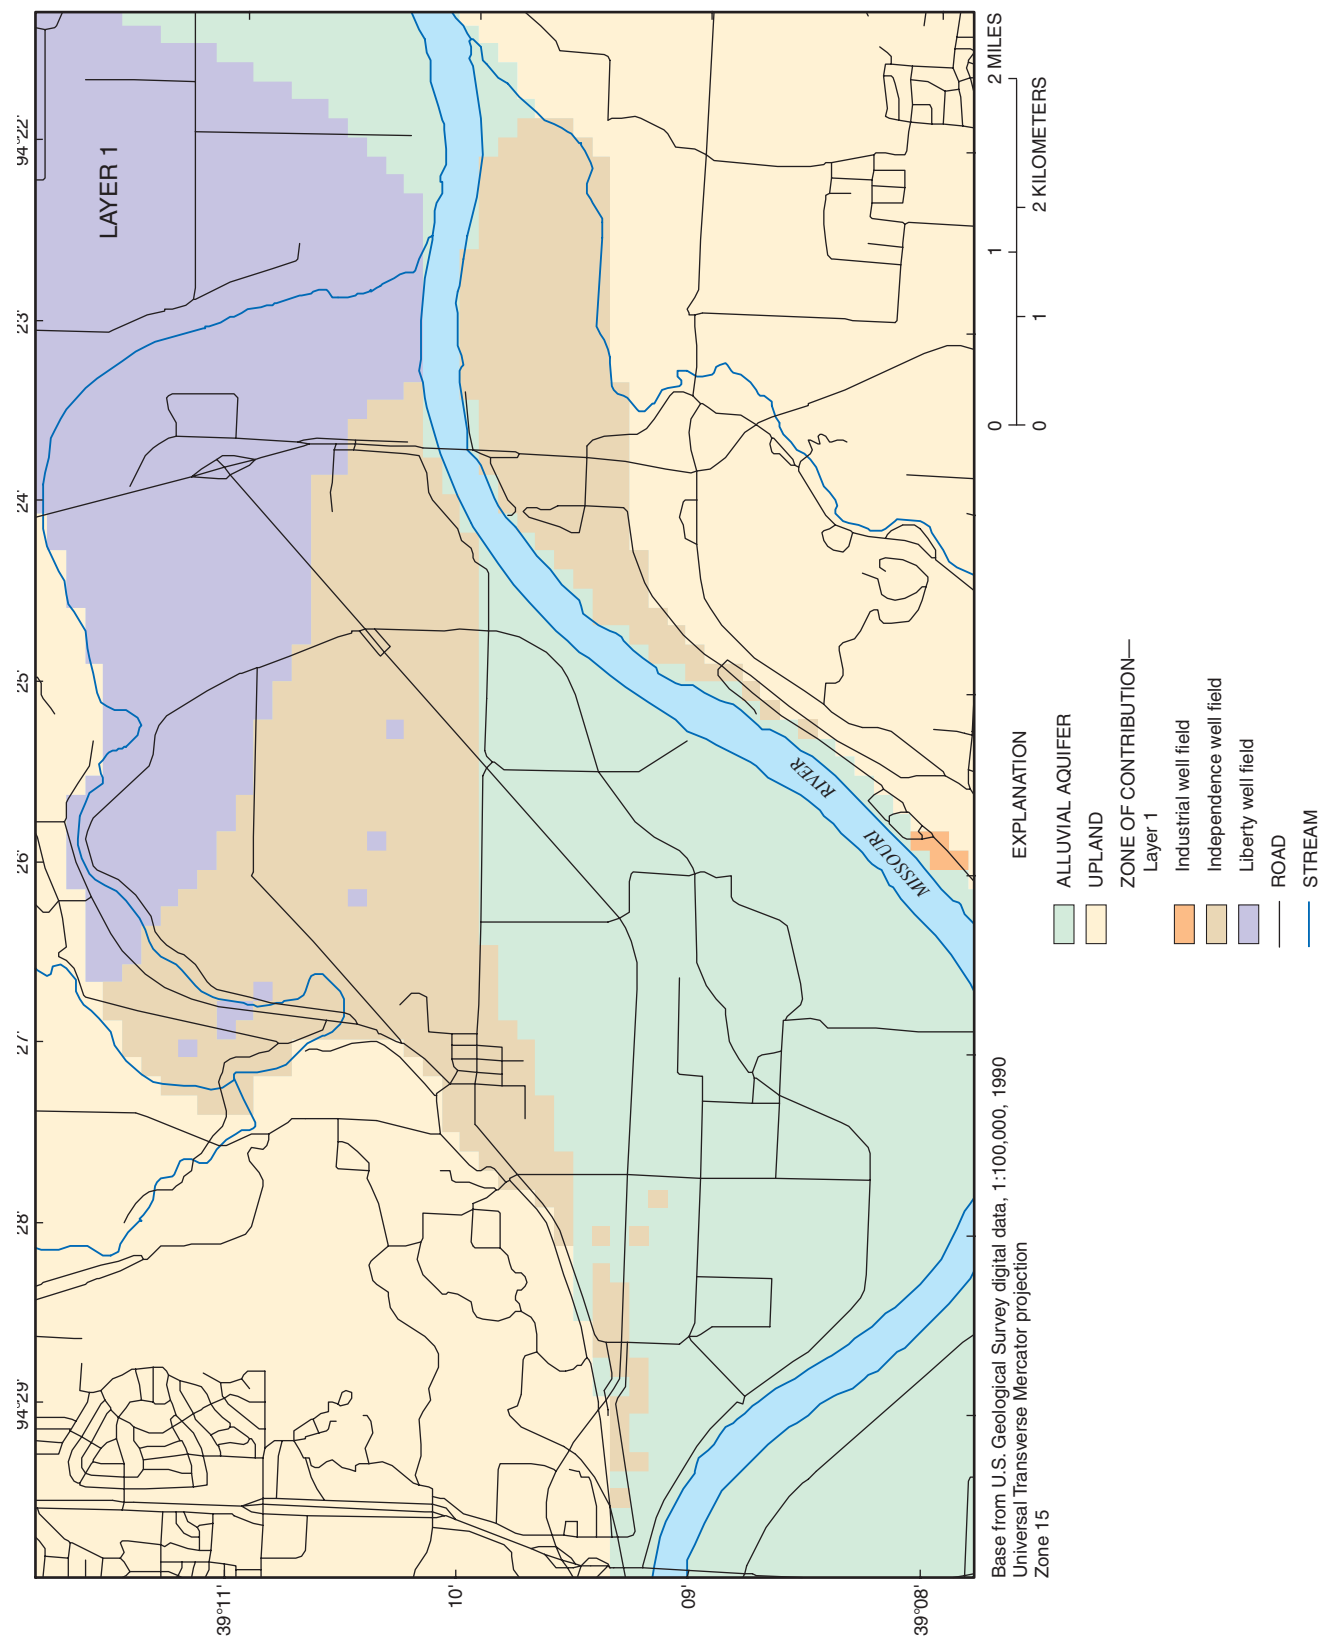 94°29'
28'
27'
26'
25'
24'
23'
94°22'
39°11'
10'
09'
39°08'
LAYER 1
MISSOURI
RIVER
Base from U.S. Geological Survey digital data, 1:100,000, 1990
Universal Transverse Mercator projection
Zone 15
0 1 2 MILES
0 1 2 KILOMETERS
EXPLANATION
ALLUVIAL AQUIFER
UPLAND
ZONE OF CONTRIBUTION—
Layer 1
Industrial well field
Independence well field
Liberty well field
ROAD
STREAM